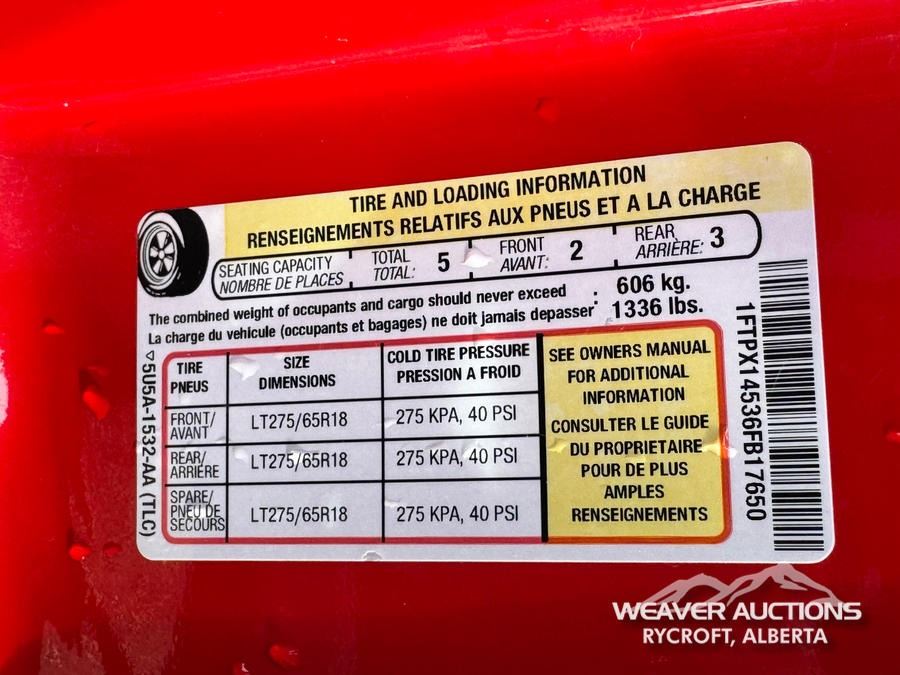 TIRE AND LOADING INFORMATION
RENSEIGNEMENTS RELATIFS AUX PNEUS ET A LA CHARGE
SEATING CAPACITY
NOMBRE DE PLACES
TOTAL
TOTAL: 5
FRONT
AVANT: 2
REAR
ARRIÈRE: 3
The combined weight of occupants and cargo should never exceed
La charge du vehicule (occupants et bagages) ne doit jamais depasser
: 606 kg.
1336 lbs.
TIRE
PNEUS
SIZE
DIMENSIONS
COLD TIRE PRESSURE
PRESSION A FROID
FRONT/
AVANT
LT275/65R18
275 KPA, 40 PSI
REAR/
ARRIÈRE
LT275/65R18
275 KPA, 40 PSI
SPARE/
PNEU DE
SECOURS
LT275/65R18
275 KPA, 40 PSI
SEE OWNERS MANUAL
FOR ADDITIONAL
INFORMATION
CONSULTER LE GUIDE
DU PROPRIETAIRE
POUR DE PLUS
AMPLES
RENSEIGNEMENTS
▽5U5A-1532-AA (TLC)
1FTPX14536FB17650
WEAVER AUCTIONS
RYCROFT, ALBERTA